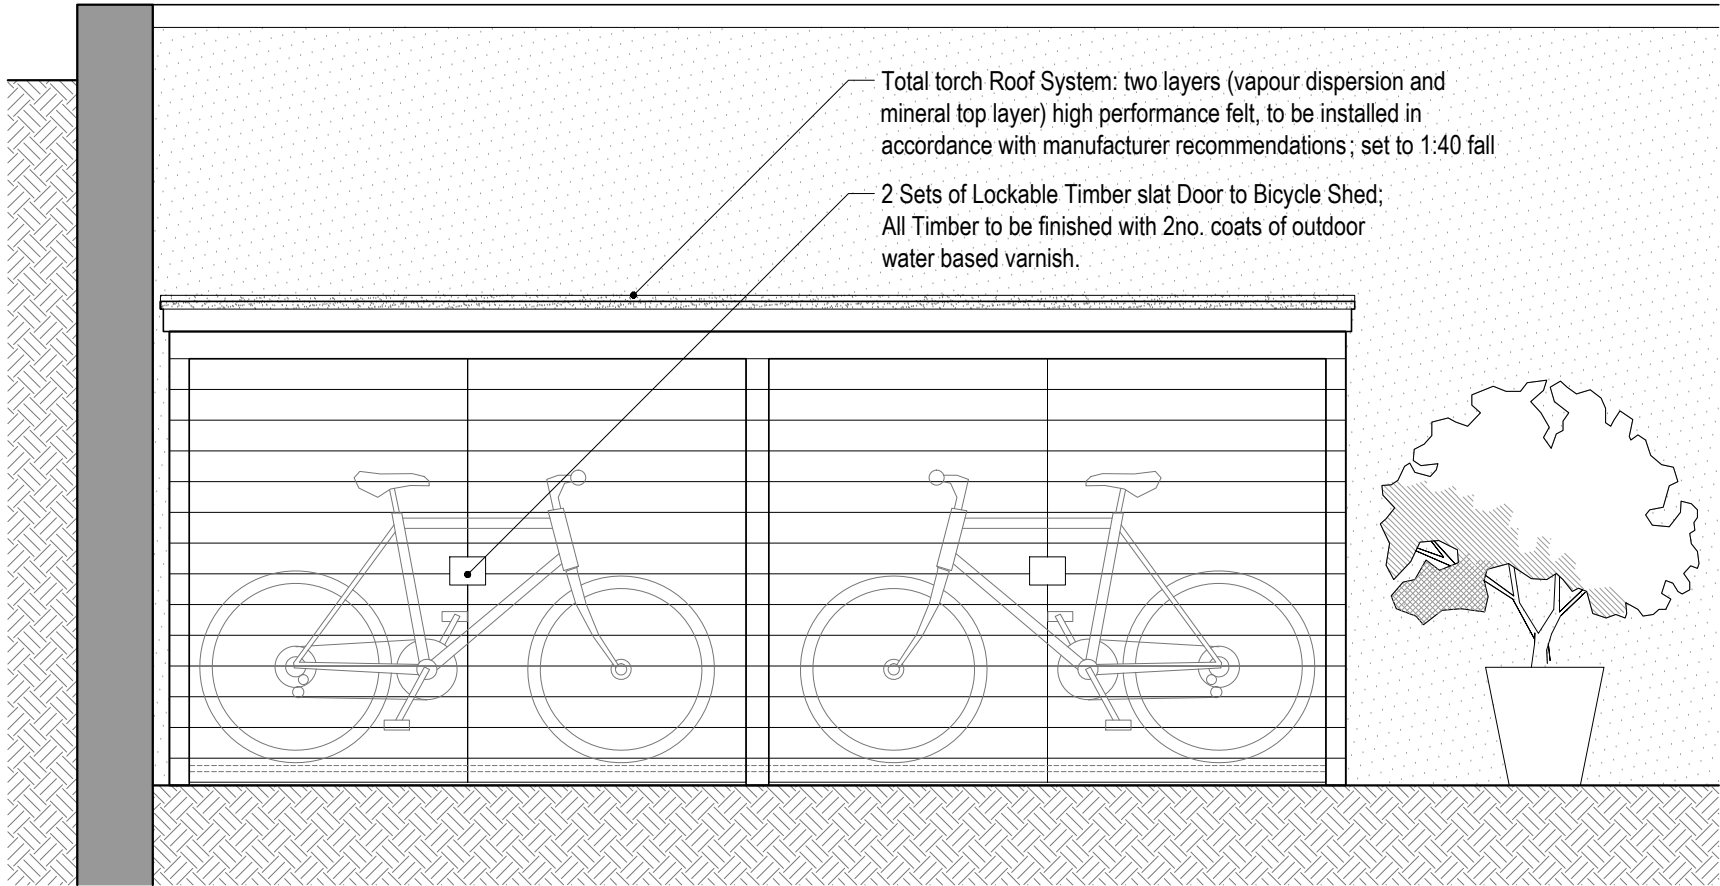 Total torch Roof System: two layers (vapour dispersion and
mineral top layer) high performance felt, to be installed in
accordance with manufacturer recommendations; set to 1:40 fall
2 Sets of Lockable Timber slat Door to Bicycle Shed;
All Timber to be finished with 2no. coats of outdoor
water based varnish.